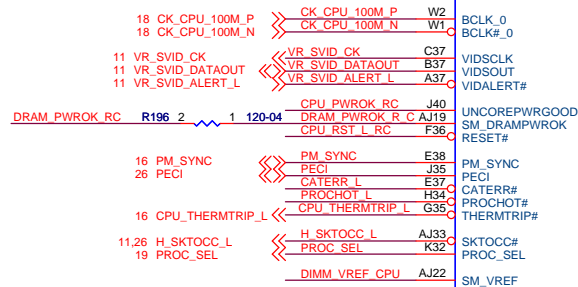 18 CK_CPU_100M_P CK_CPU_100M_P W2 BCLK_0
18 CK_CPU_100M_N CK_CPU_100M_N W1 BCLK#_0
11 VR_SVID_CK VR_SVID_CK C37 VIDSCLK
11 VR_SVID_DATAOUT VR_SVID_DATAOUT B37 VIDSOUT
11 VR_SVID_ALERT_L VR_SVID_ALERT_L A37 VIDALERT#
CPU_PWROK_RC J40 UNCOREPWRGOOD
DRAM_PWROK_RC R196 2 1 120-04 DRAM_PWROK_R_C AJ19 SM_DRAMPWROK
CPU_RST_L_RC F36 RESET#
16 PM_SYNC PM_SYNC E38 PM_SYNC
26 PECI PECI J35 PECI
CATERR_L E37 CATERR#
PROCHOT_L H34 PROCHOT#
16 CPU_THERMTRIP_L CPU_THERMTRIP_L G35 THERMTRIP#
11,26 H_SKTOCC_L H_SKTOCC_L AJ33 SKTOCC#
19 PROC_SEL PROC_SEL K32 PROC_SEL
DIMM_VREF_CPU AJ22 SM_VREF